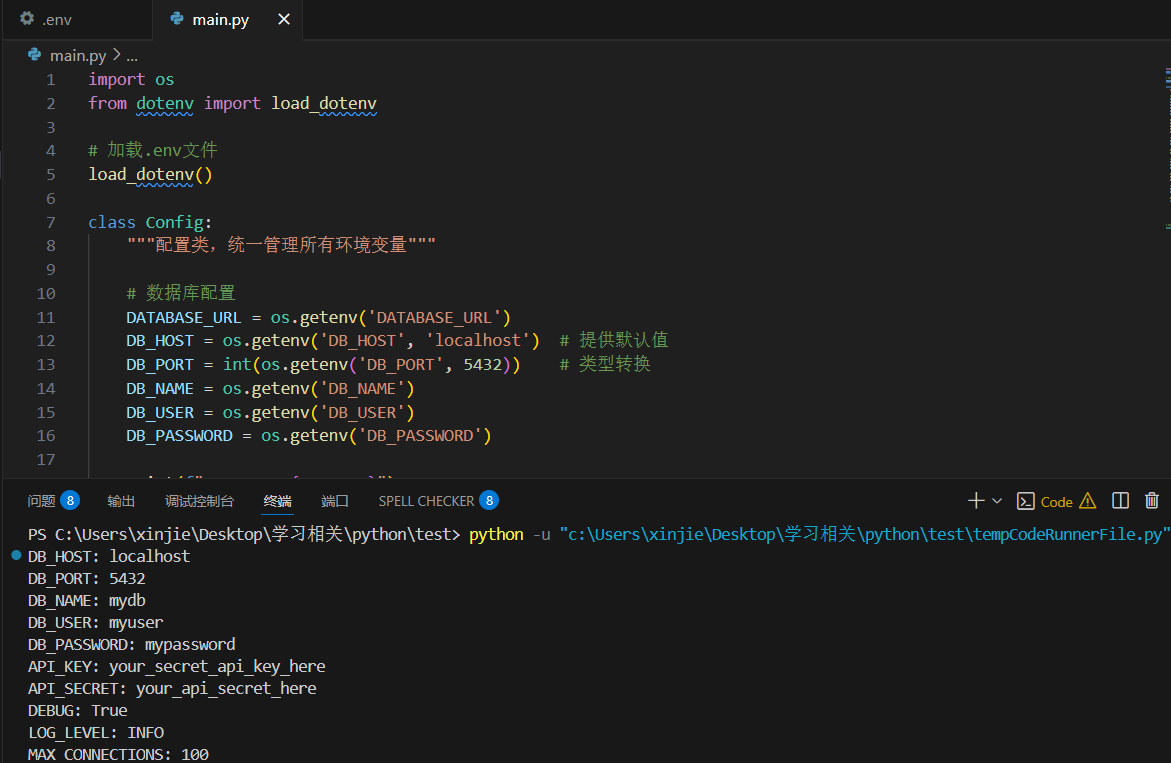 .env
main.py
main.py > ...
1 import os
2 from dotenv import load_dotenv
3
4 # 加载.env文件
5 load_dotenv()
6
7 class Config:
8 """配置类，统一管理所有环境变量"""
9
10 # 数据库配置
11 DATABASE_URL = os.getenv('DATABASE_URL')
12 DB_HOST = os.getenv('DB_HOST', 'localhost') # 提供默认值
13 DB_PORT = int(os.getenv('DB_PORT', 5432)) # 类型转换
14 DB_NAME = os.getenv('DB_NAME')
15 DB_USER = os.getenv('DB_USER')
16 DB_PASSWORD = os.getenv('DB_PASSWORD')
17
问题 8 输出 调试控制台 终端 端口 SPELL CHECKER 8 Code
PS C:\Users\xinjie\Desktop\学习相关\python\test> python -u "c:\Users\xinjie\Desktop\学习相关\python\test\tempCodeRunnerFile.py"
DB_HOST: localhost
DB_PORT: 5432
DB_NAME: mydb
DB_USER: myuser
DB_PASSWORD: mypassword
API_KEY: your_secret_api_key_here
API_SECRET: your_api_secret_here
DEBUG: True
LOG_LEVEL: INFO
MAX_CONNECTIONS: 100